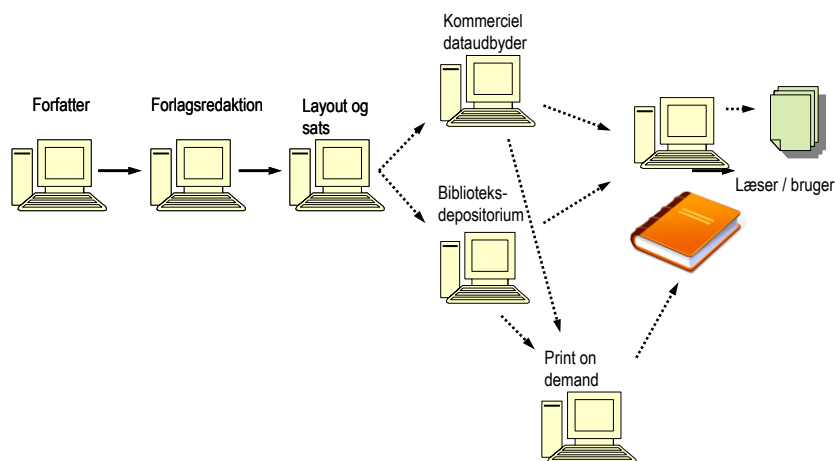 Kommerciel
dataudbyder
Forfatter
Forlagsredaktion
Layout og
sats
Læser / bruger
Biblioteks-
depositorium
Print on
demand